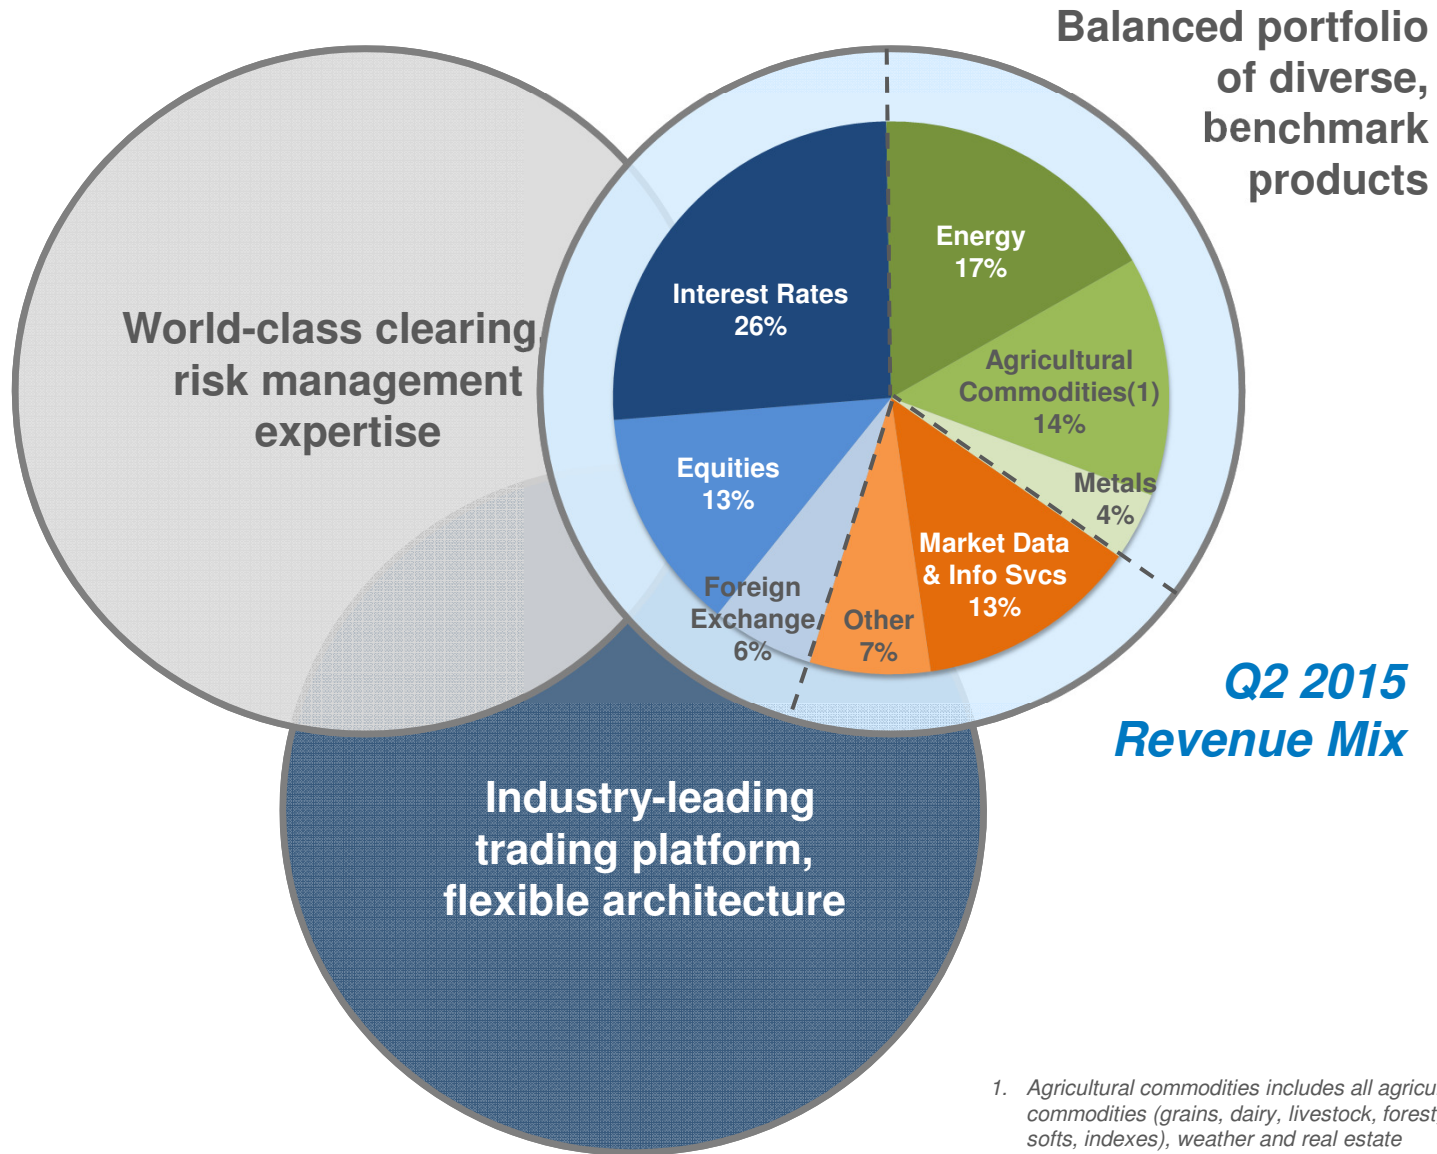 Balanced portfolio
of diverse,
benchmark
products
World-class clearing,
risk management
expertise
Energy
17%
Interest Rates
26%
Agricultural
Commodities(1)
14%
Equities
13%
Metals
4%
Market Data
& Info Svcs
13%
Foreign
Exchange
6%
Other
7%
Q2 2015
Revenue Mix
Industry-leading
trading platform,
flexible architecture
1. Agricultural commodities includes all agricu
commodities (grains, dairy, livestock, forest,
softs, indexes), weather and real estate